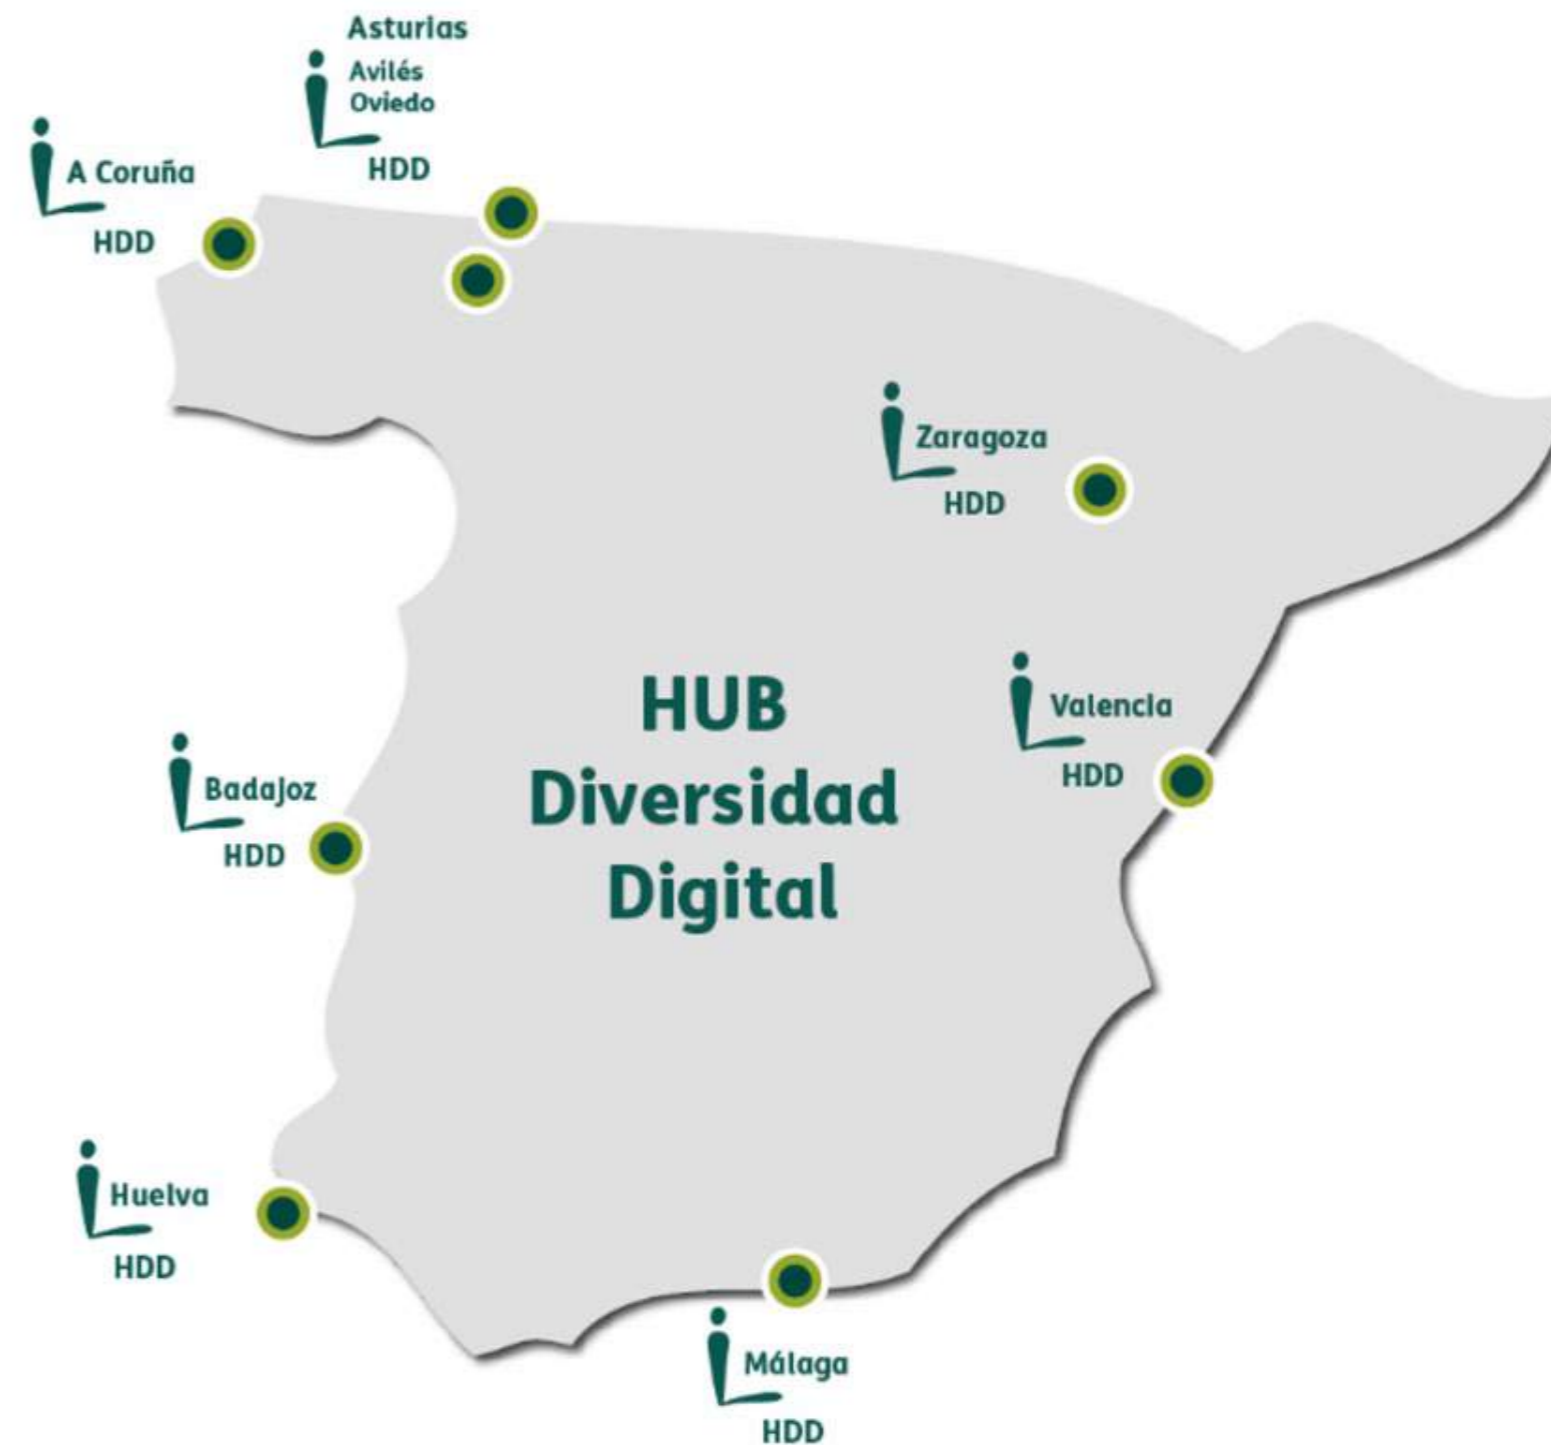 Asturias
Avilés
Oviedo
HDD
A Coruña
HDD
Zaragoza
HDD
HUB
Diversidad
Digital
Valencia
HDD
Badajoz
HDD
Huelva
HDD
Málaga
HDD